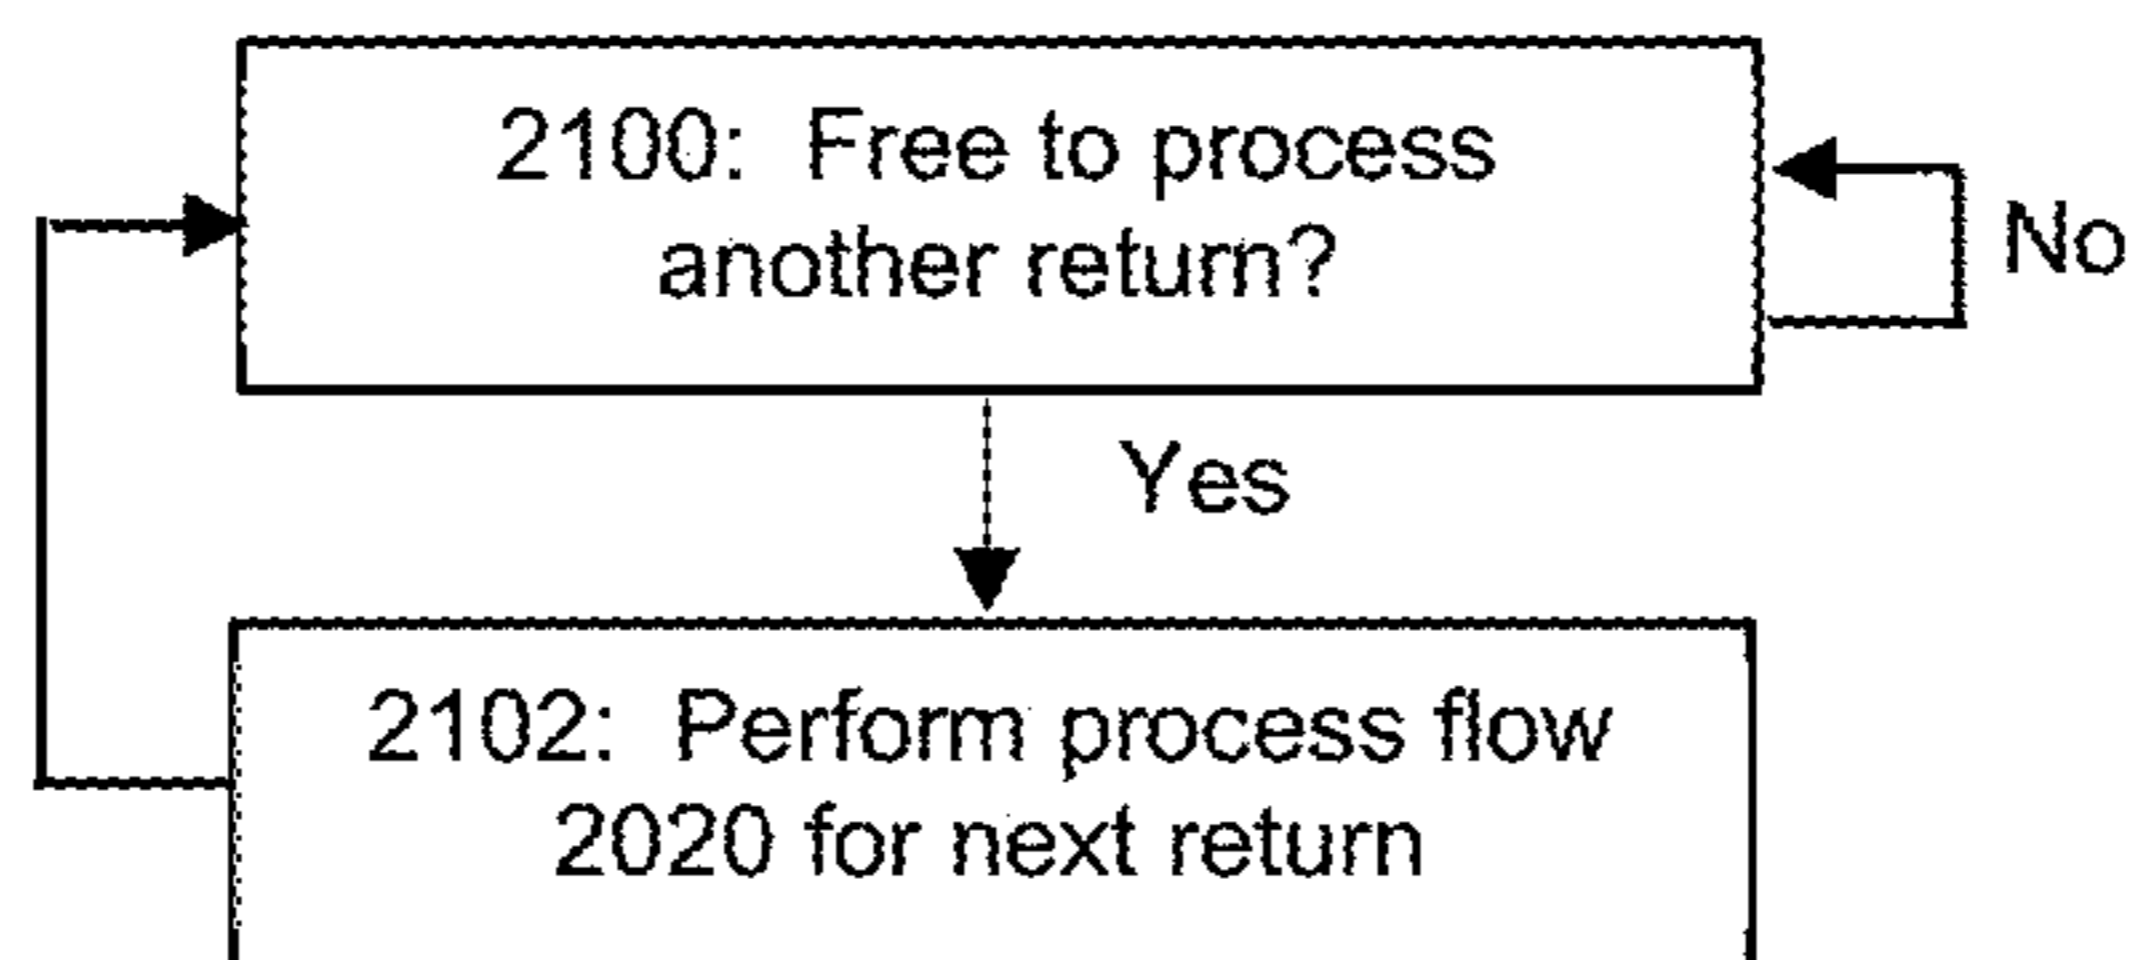 2100: Free to process
another return?
No
Yes
2102: Perform process flow
2020 for next return